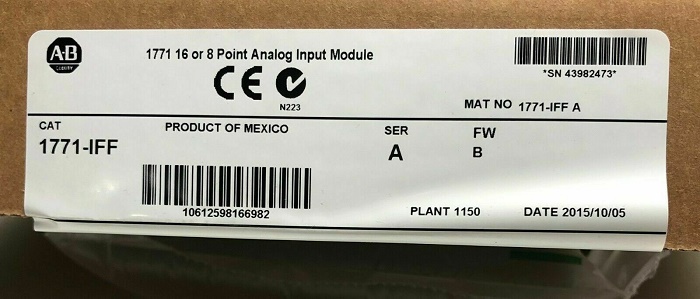 A-B
QUALITY
1771 16 or 8 Point Analog Input Module
*SN 43982473*
CE
N223
MAT NO 1771-IFF A
CAT
PRODUCT OF MEXICO
SER
FW
1771-IFF
A
B
10612598166982
PLANT 1150
DATE 2015/10/05